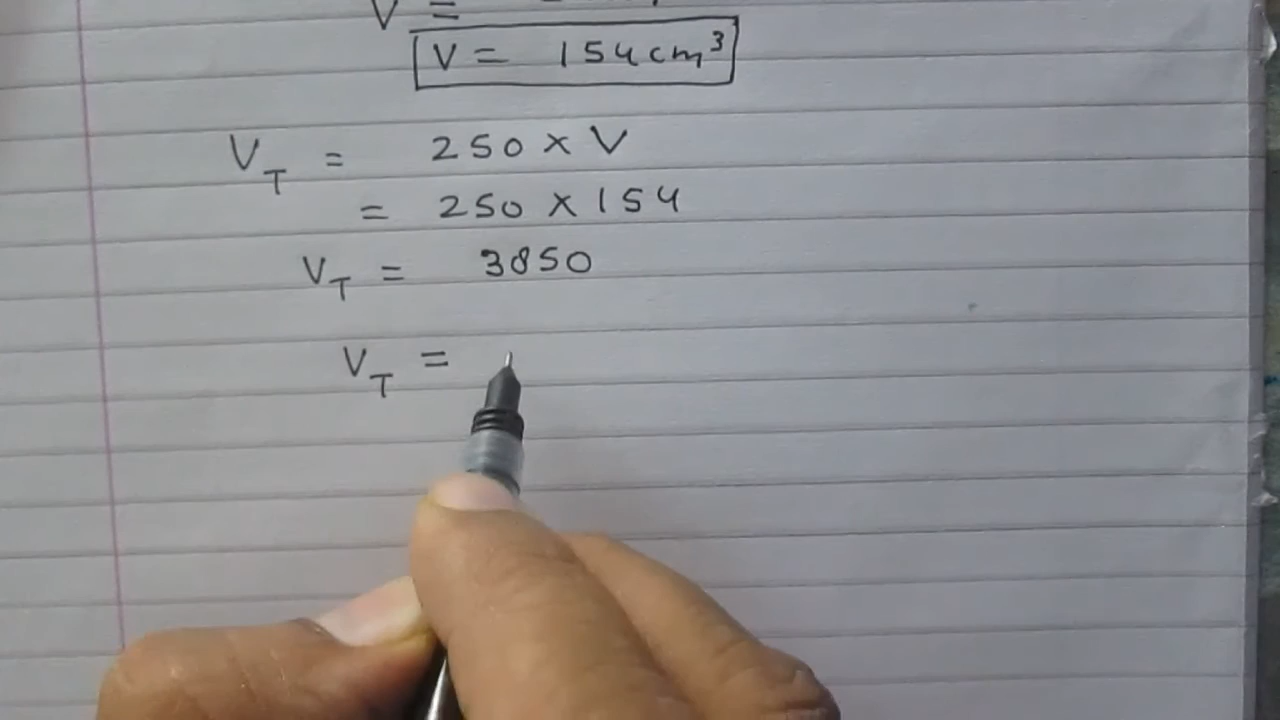 V =
V = 154 cm³
V_T = 250 × V
= 250 × 154
V_T = 3850
V_T =